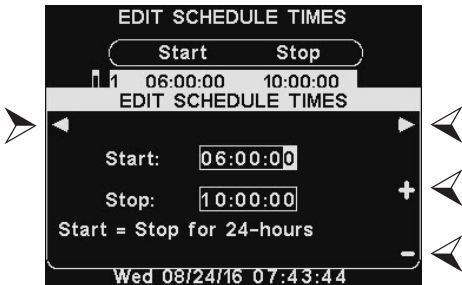 EDIT SCHEDULE TIMES
Start Stop
1 06:00:00 10:00:00
EDIT SCHEDULE TIMES
Start: 06:00:00
Stop: 10:00:00
+
Start = Stop for 24-hours
-
Wed 08/24/16 07:43:44